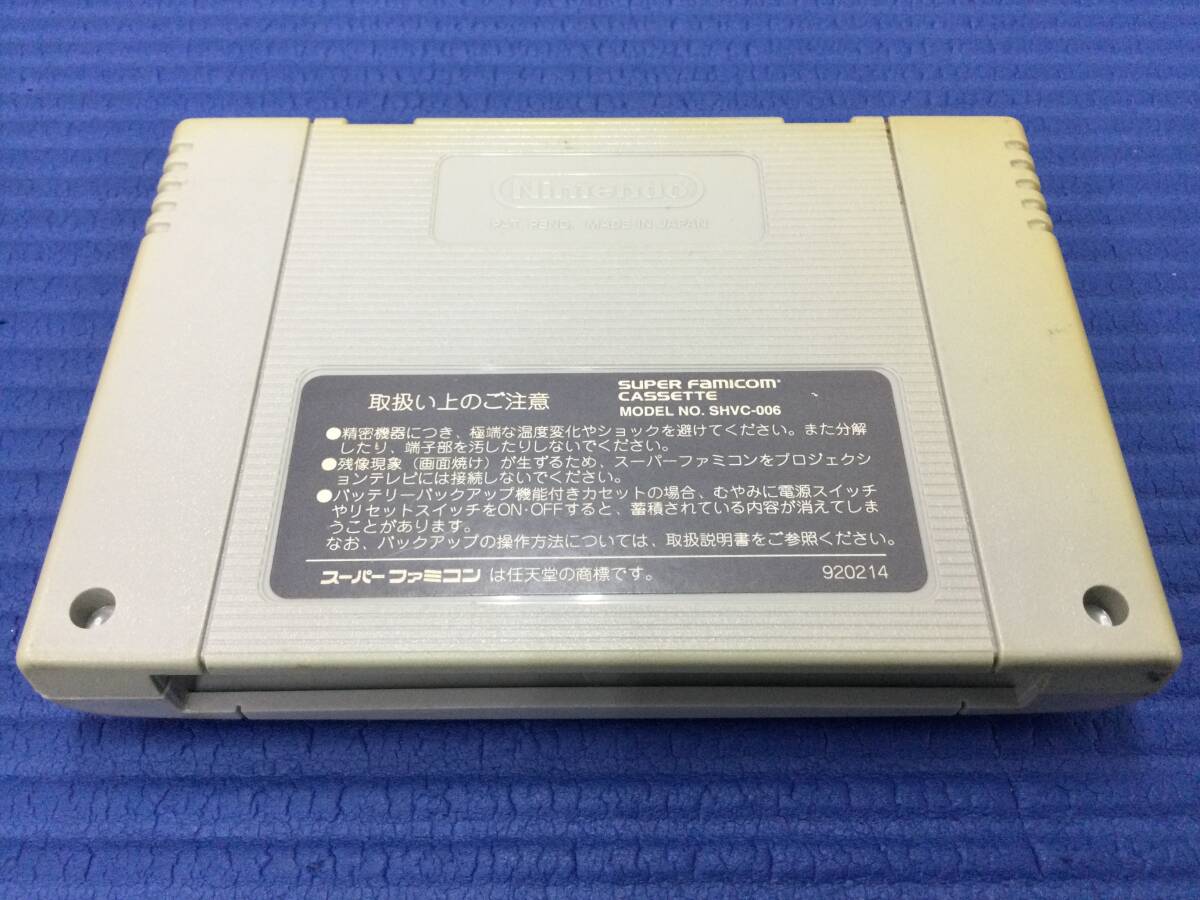 Nintendo
PAT. PEND. MADE IN JAPAN
取扱い上のご注意
SUPER FAMICOM
CASSETTE
MODEL NO. SHVC-006
●精密機器につき、極端な温度変化やショックを避けてください。また分解
したり、端子部を汚したりしないでください。
●残像現象（画面焼け）が生ずるため、スーパーファミコンをプロジェクシ
ョンテレビには接続しないでください。
●バッテリーバックアップ機能付きカセットの場合、むやみに電源スイッチ
やリセットスイッチをON·OFFすると、蓄積されている内容が消えてしま
うことがあります。
なお、バックアップの操作方法については、取扱説明書をご参照ください。
スーパーファミコン は任天堂の商標です。
920214